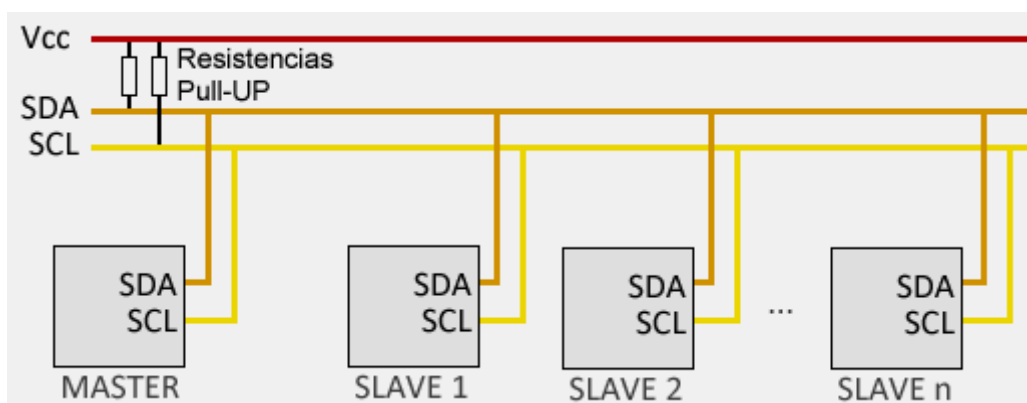 Vcc
Resistencias
Pull-UP
SDA
SCL
SDA
SCL
SDA
SCL
SDA
SCL
...
SDA
SCL
MASTER
SLAVE 1
SLAVE 2
SLAVE n